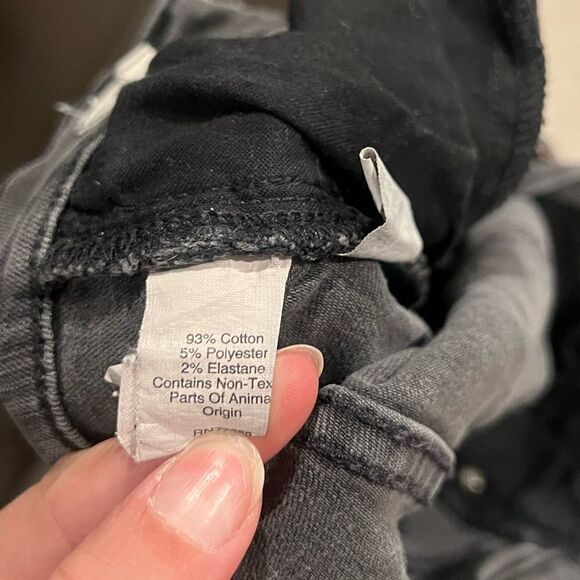 93% Cotton
5% Polyester
2% Elastane
Contains Non-Tex
Parts Of Anima
Origin